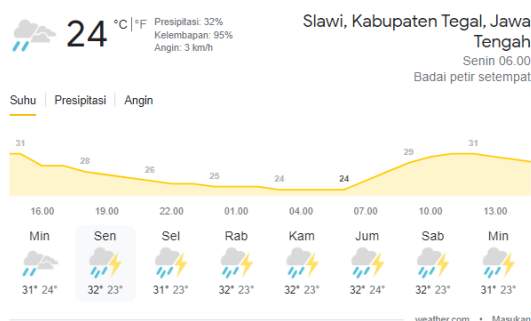 24 °C | °F
Presipitasi: 32%
Kelembapan: 95%
Angin: 3 km/h
Slawi, Kabupaten Tegal, Jawa
Tengah
Senin 06.00
Badai petir setempat
Suhu Presipitasi Angin
31 28 26 25 24 24 29 31
16.00 19.00 22.00 01.00 04.00 07.00 10.00 13.00
Min Sen Sel Rab Kam Jum Sab Min
31° 24° 32° 23° 31° 23° 32° 23° 32° 23° 32° 24° 32° 23° 31° 23°
weather.com • Masukan